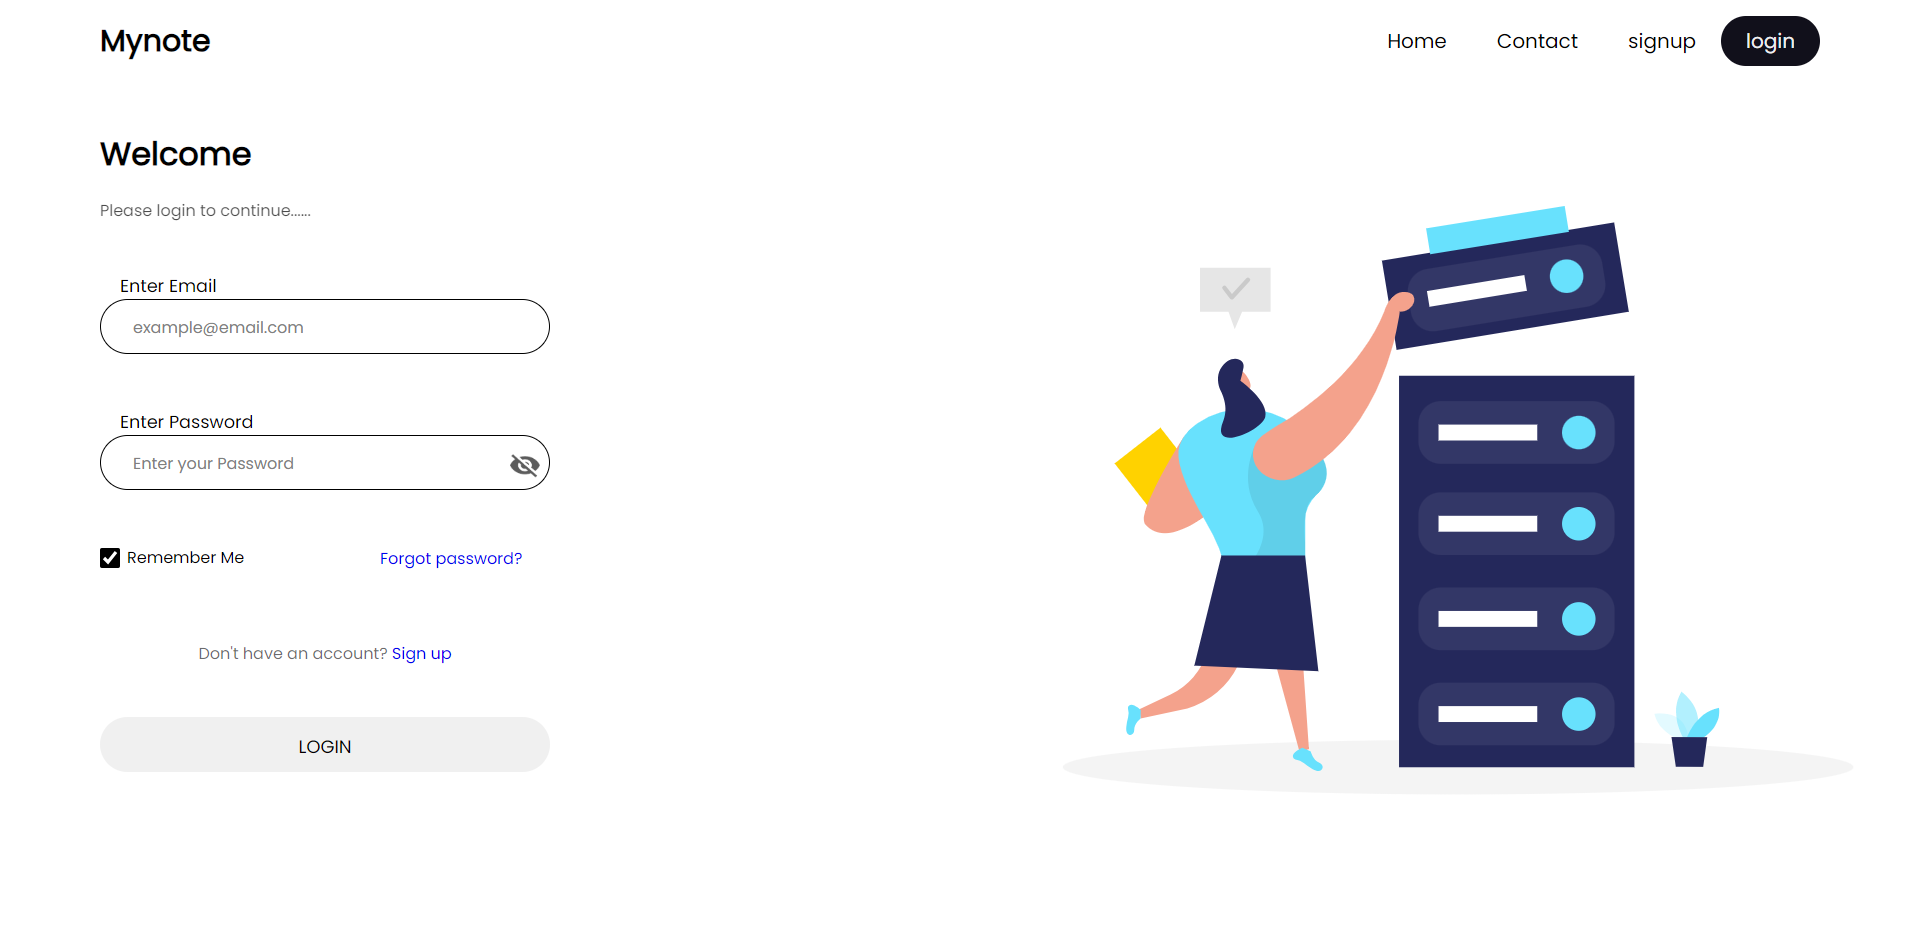 Mynote
Home Contact signup login
Welcome
Please login to continue......
Enter Email
example@email.com
Enter Password
Enter your Password
Remember Me Forgot password?
Don't have an account? Sign up
LOGIN